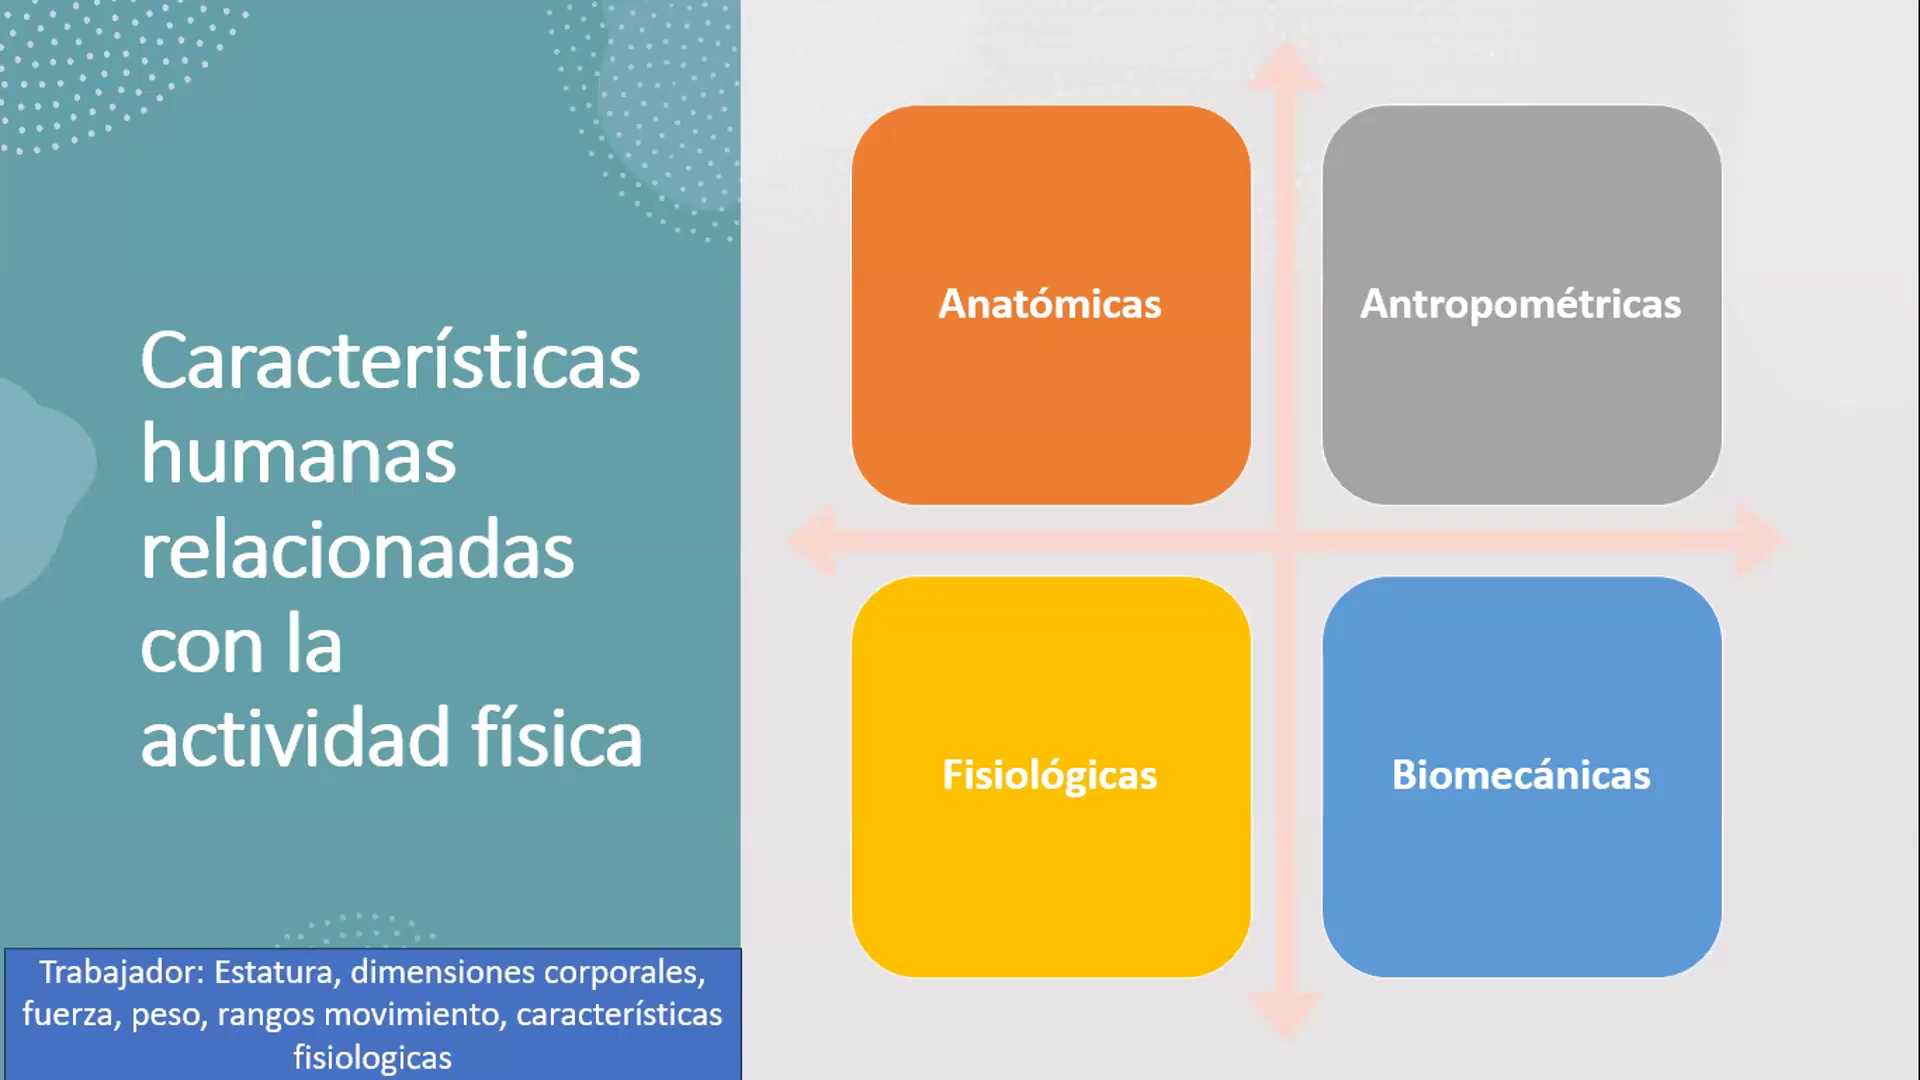 Características
humanas
relacionadas
con la
actividad física
Trabajador: Estatura, dimensiones corporales,
fuerza, peso, rangos movimiento, características
fisiologicas
Anatómicas
Antropométricas
Fisiológicas
Biomecánicas